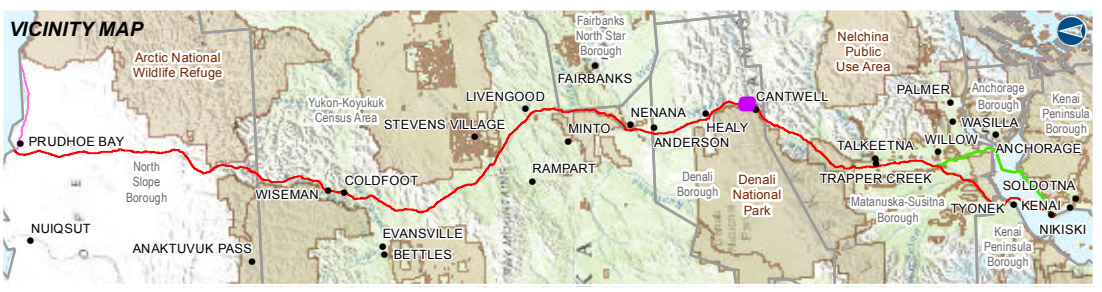 VICINITY MAP
Arctic National
Wildlife Refuge
Fairbanks
North Star
Borough
FAIRBANKS
Nelchina
Public
Use Area
PALMER
Anchorage
Borough
WASILLA
Kenai
Peninsula
Borough
Yukon-Koyukuk
Census Area
LIVENGOOD
STEVENS VILLAGE
MINTO
NENANA
ANDERSON
HEALY
CANTWELL
TALKEETNA
WILLOW
ANCHORAGE
PRUDHOE BAY
North
Slope
Borough
WISEMAN
COLDFOOT
RAMPART
Denali
Borough
Denali
National
Park
TRAPPER CREEK
Matanuska-Susitna
Borough
SOLDOTNA
TYONEK
KENAI
NIKISKI
Kenai
Peninsula
Borough
NUIQSUT
ANAKTUVUK PASS
EVANSVILLE
BETTLES